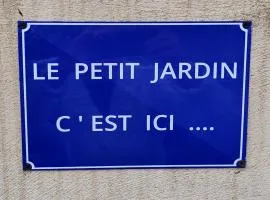 LE PETIT JARDIN
C ' EST ICI ....